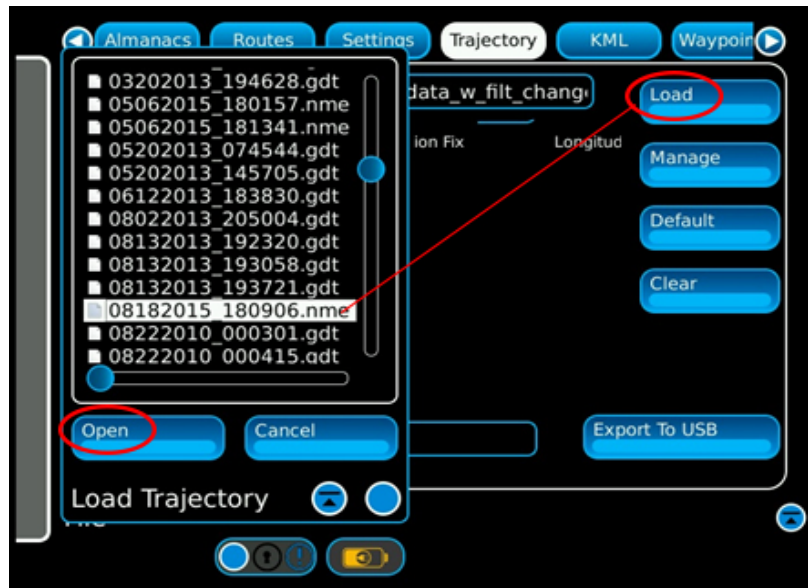 Almanacs Routes Settings Trajectory KML Waypoin
03202013_194628.gdt
05062015_180157.nme
05062015_181341.nme
05202013_074544.gdt
05202013_145705.gdt
06122013_183830.gdt
08022013_205004.gdt
08132013_192320.gdt
08132013_193058.gdt
08132013_193721.gdt
08182015_180906.nme
08222010_000301.gdt
08222010_000415.gdt
Open Cancel
Load Trajectory
data_w_filt_chang
ion Fix Longitud
Load
Manage
Default
Clear
Export To USB